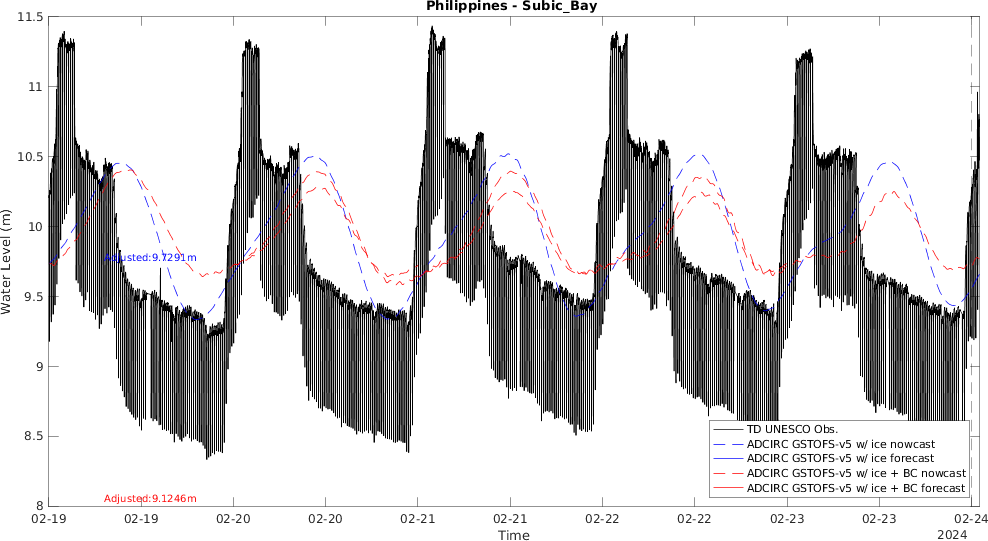 Philippines - Subic_Bay
11.5
11
10.5
10
9.5
9
8.5
8
Water Level (m)
Adjusted:9.7291m
Adjusted:9.1246m
TD UNESCO Obs.
ADCIRC GSTOFS-v5 w/ ice nowcast
ADCIRC GSTOFS-v5 w/ ice forecast
ADCIRC GSTOFS-v5 w/ ice + BC nowcast
ADCIRC GSTOFS-v5 w/ ice + BC forecast
02-19 02-19 02-20 02-20 02-21 02-21 02-22 02-22 02-23 02-23 02-24
2024
Time